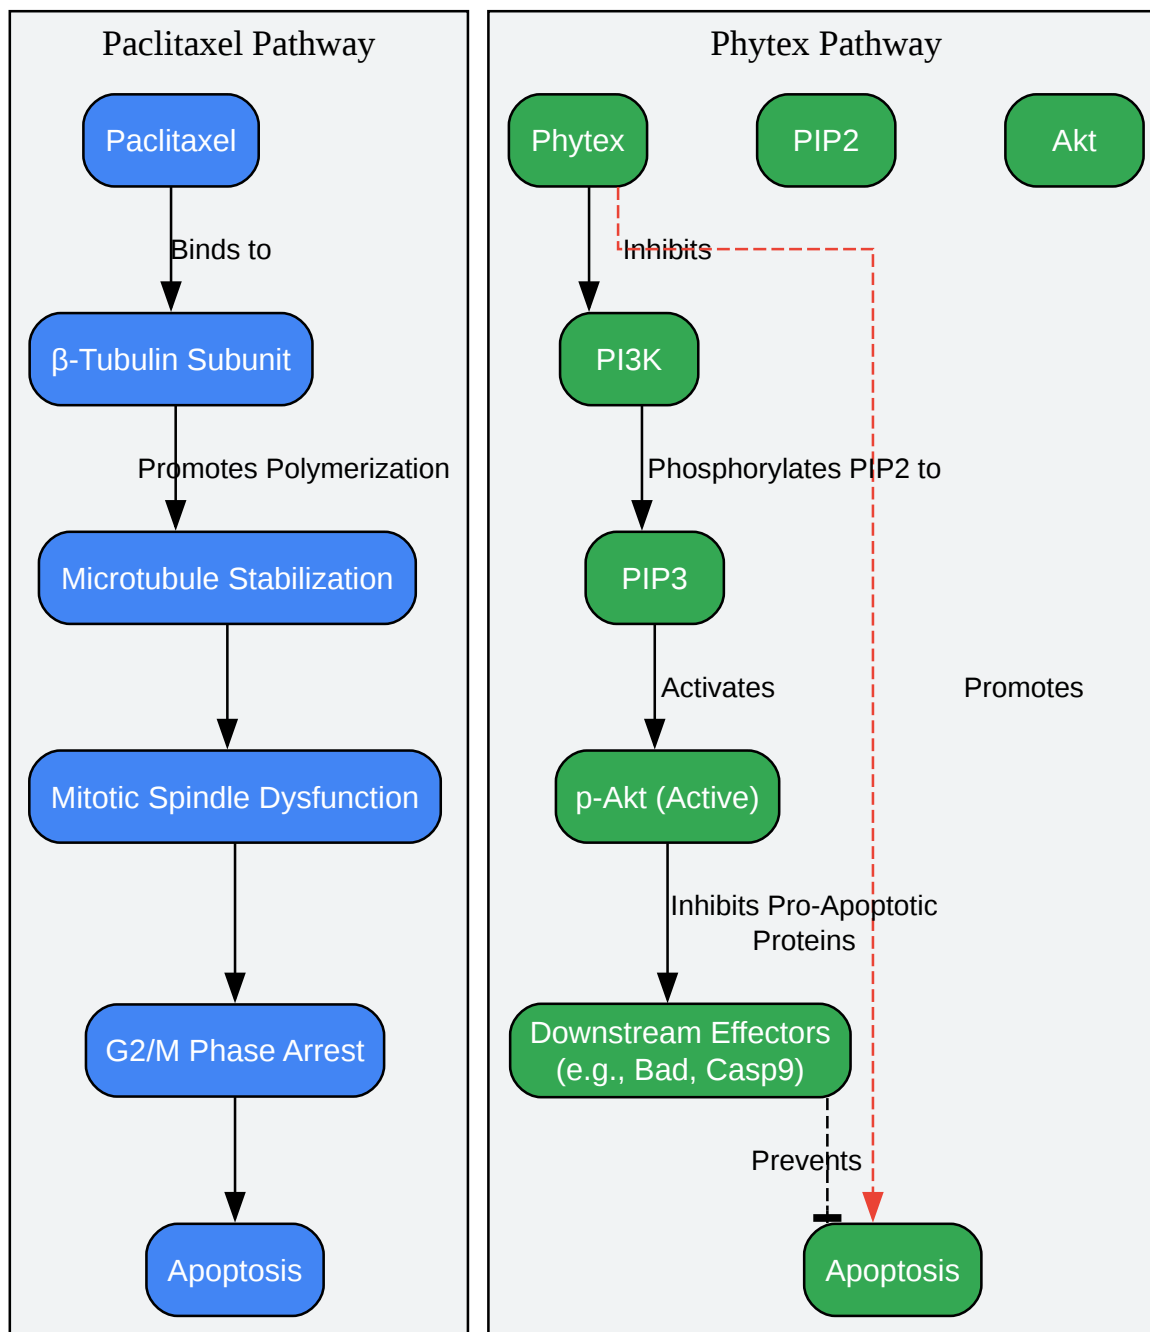 Paclitaxel Pathway
Paclitaxel
Binds to
β-Tubulin Subunit
Promotes Polymerization
Microtubule Stabilization
Mitotic Spindle Dysfunction
G2/M Phase Arrest
Apoptosis
Phytex Pathway
Phytex
PIP2
Akt
Inhibits
PI3K
Phosphorylates PIP2 to
PIP3
Activates
Promotes
p-Akt (Active)
Inhibits Pro-Apoptotic
Proteins
Downstream Effectors
(e.g., Bad, Casp9)
Prevents
Apoptosis